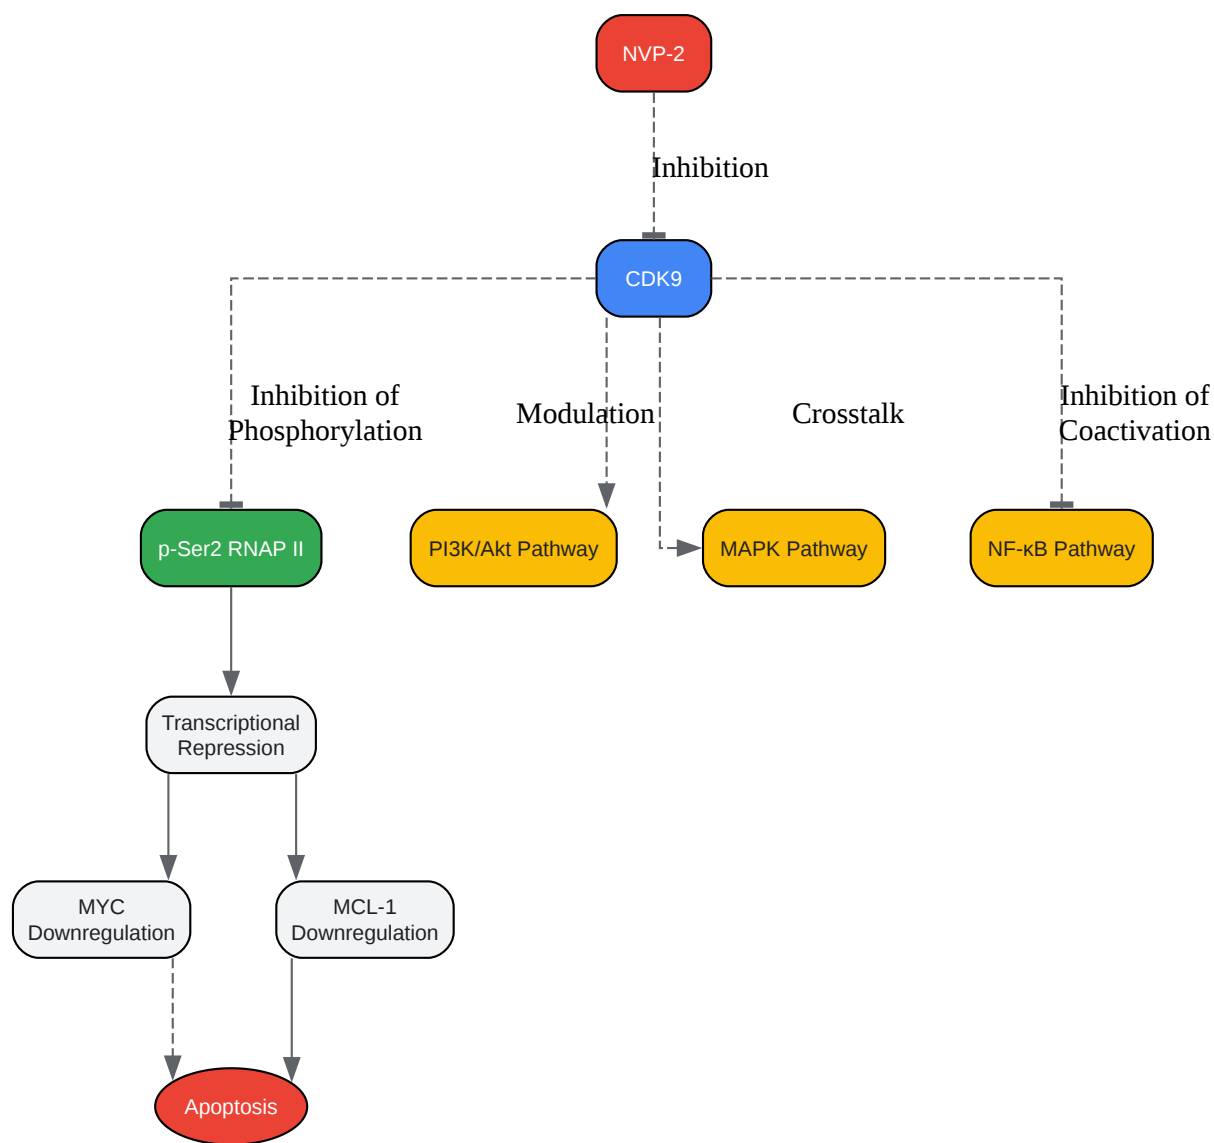 NVP-2
Inhibition
CDK9
Inhibition of
Phosphorylation
Modulation
Crosstalk
Inhibition of
Coactivation
p-Ser2 RNAP II
PI3K/Akt Pathway
MAPK Pathway
NF-κB Pathway
Transcriptional
Repression
MYC
Downregulation
MCL-1
Downregulation
Apoptosis